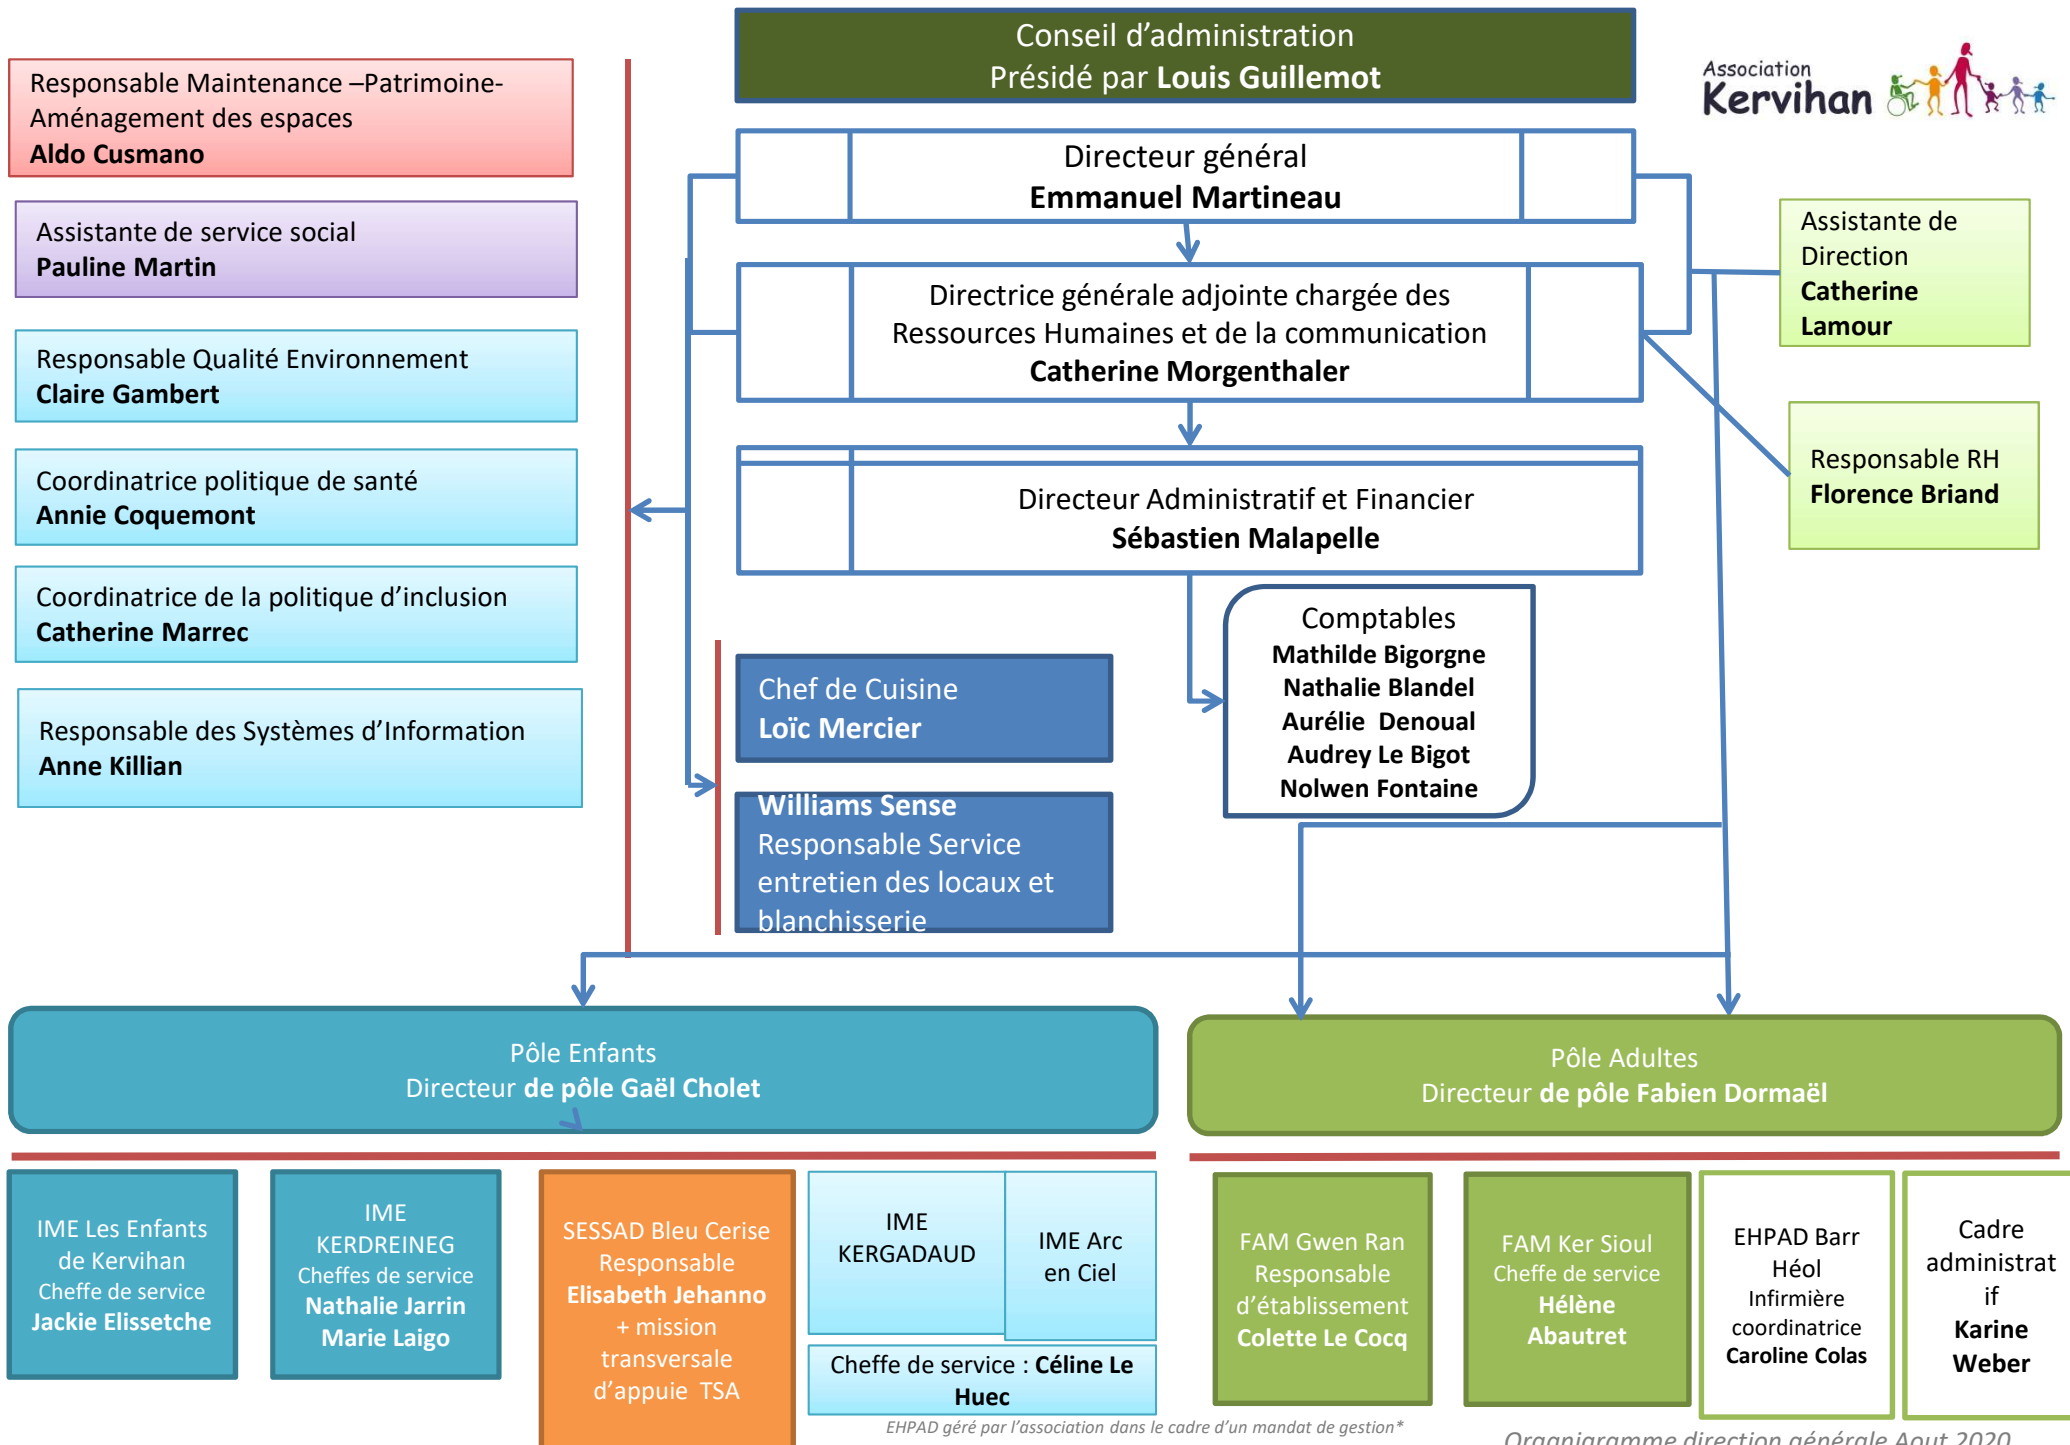 Conseil d’administration
Présidé par Louis Guillemot
Association
Kervihan
Responsable Maintenance –Patrimoine-
Aménagement des espaces
Aldo Cusmano
Directeur général
Emmanuel Martineau
Assistante de service social
Pauline Martin
Assistante de
Direction
Catherine
Lamour
Directrice générale adjointe chargée des
Ressources Humaines et de la communication
Catherine Morgenthaler
Responsable Qualité Environnement
Claire Gambert
Responsable RH
Florence Briand
Coordinatrice politique de santé
Annie Coquemont
Directeur Administratif et Financier
Sébastien Malapelle
Coordinatrice de la politique d’inclusion
Catherine Marrec
Comptables
Mathilde Bigorgne
Nathalie Blandel
Aurélie Denoual
Audrey Le Bigot
Nolwen Fontaine
Responsable des Systèmes d’Information
Anne Killian
Chef de Cuisine
Loïc Mercier
Williams Sense
Responsable Service
entretien des locaux et
blanchisserie
Pôle Enfants
Directeur de pôle Gaël Cholet
Pôle Adultes
Directeur de pôle Fabien Dormaël
IME Les Enfants
de Kervihan
Cheffe de service
Jackie Elissetche
IME
KERDREINEG
Cheffes de service
Nathalie Jarrin
Marie Laigo
SESSAD Bleu Cerise
Responsable
Elisabeth Jehanno
+ mission
transversale
d’appuie TSA
IME
KERGADAUD
IME Arc
en Ciel
Cheffe de service : Céline Le
Huec
FAM Gwen Ran
Responsable
d’établissement
Colette Le Cocq
FAM Ker Sioul
Cheffe de service
Hélène
Abautret
EHPAD Barr
Héol
Infirmière
coordinatrice
Caroline Colas
Cadre
administrat
if
Karine
Weber
EHPAD géré par l’association dans le cadre d’un mandat de gestion*
Organigramme direction générale Aout 2020